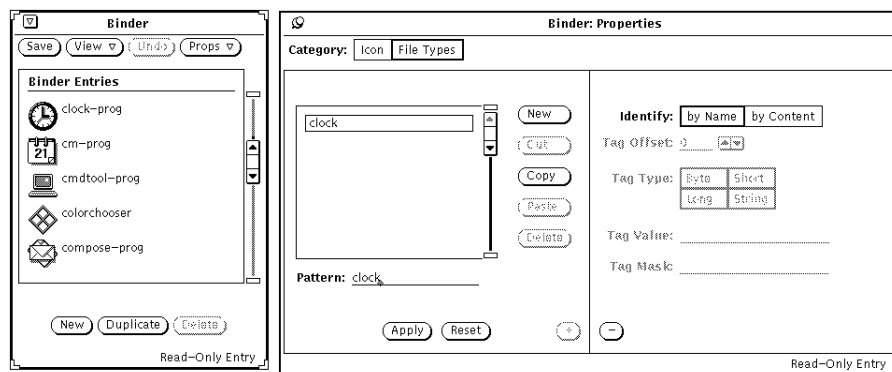 Binder
Save View Undo Props
Binder Entries
clock-prog
21
cm-prog
cmdtool-prog
colorchooser
compose-prog
New Duplicate Delete
Read-Only Entry
Binder: Properties
Category: Icon File Types
clock
New
Cut
Copy
Paste
Delete
Pattern: clock
Apply Reset +
Identify: by Name by Content
Tag Offset: 0
Tag Type: Byte Short
Long String
Tag Value:
Tag Mask:
−
Read-Only Entry